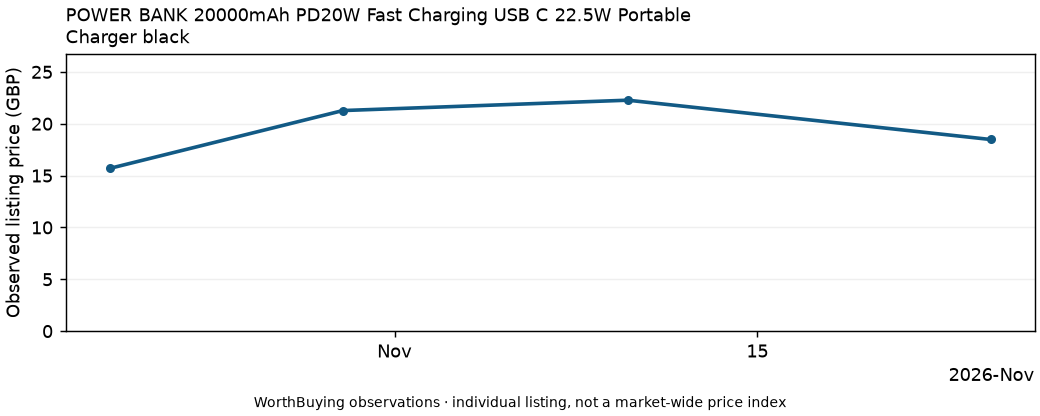 POWER BANK 20000mAh PD20W Fast Charging USB C 22.5W Portable
Charger black
Observed listing price (GBP)
25
20
15
10
5
0
Nov
15
2026-Nov
WorthBuying observations · individual listing, not a market-wide price index